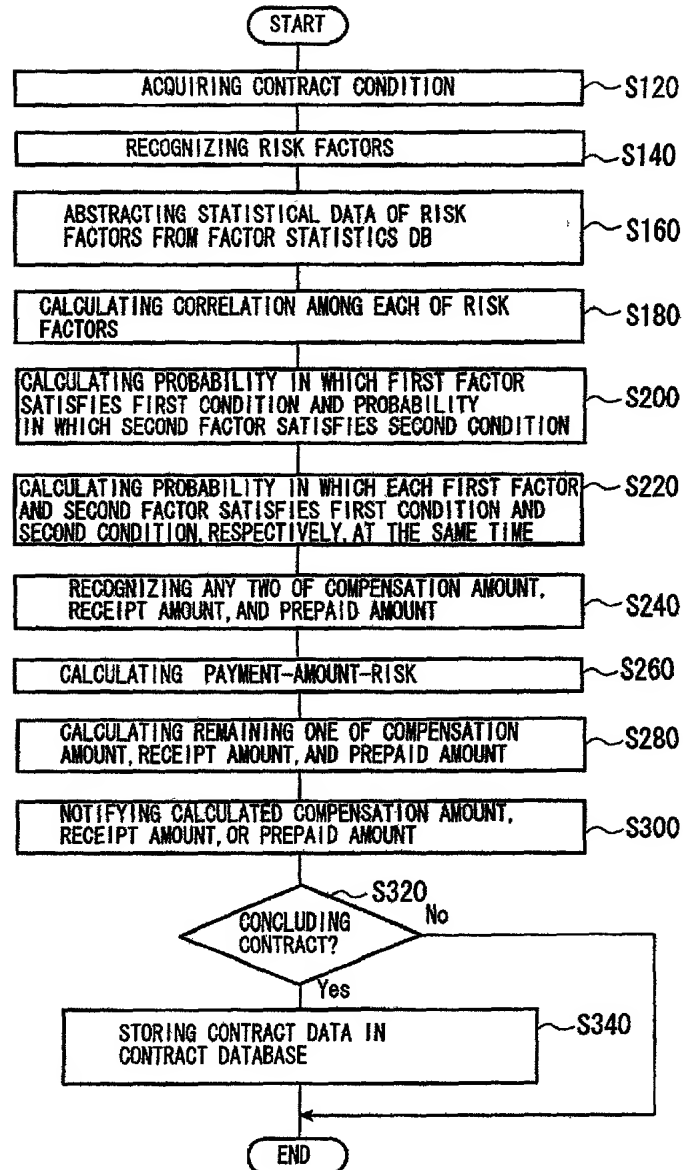 START
ACQUIRING CONTRACT CONDITION
S120
RECOGNIZING RISK FACTORS
S140
ABSTRACTING STATISTICAL DATA OF RISK
FACTORS FROM FACTOR STATISTICS DB
S160
CALCULATING CORRELATION AMONG EACH OF RISK
FACTORS
S180
CALCULATING PROBABILITY IN WHICH FIRST FACTOR
SATISFIES FIRST CONDITION AND PROBABILITY
IN WHICH SECOND FACTOR SATISFIES SECOND CONDITION
S200
CALCULATING PROBABILITY IN WHICH EACH FIRST FACTOR
AND SECOND FACTOR SATISFIES FIRST CONDITION AND
SECOND CONDITION, RESPECTIVELY, AT THE SAME TIME
S220
RECOGNIZING ANY TWO OF COMPENSATION AMOUNT,
RECEIPT AMOUNT, AND PREPAID AMOUNT
S240
CALCULATING PAYMENT-AMOUNT-RISK
S260
CALCULATING REMAINING ONE OF COMPENSATION
AMOUNT, RECEIPT AMOUNT, AND PREPAID AMOUNT
S280
NOTIFYING CALCULATED COMPENSATION AMOUNT,
RECEIPT AMOUNT, OR PREPAID AMOUNT
S300
S320
CONCLUDING
CONTRACT?
No
Yes
STORING CONTRACT DATA IN
CONTRACT DATABASE
S340
END